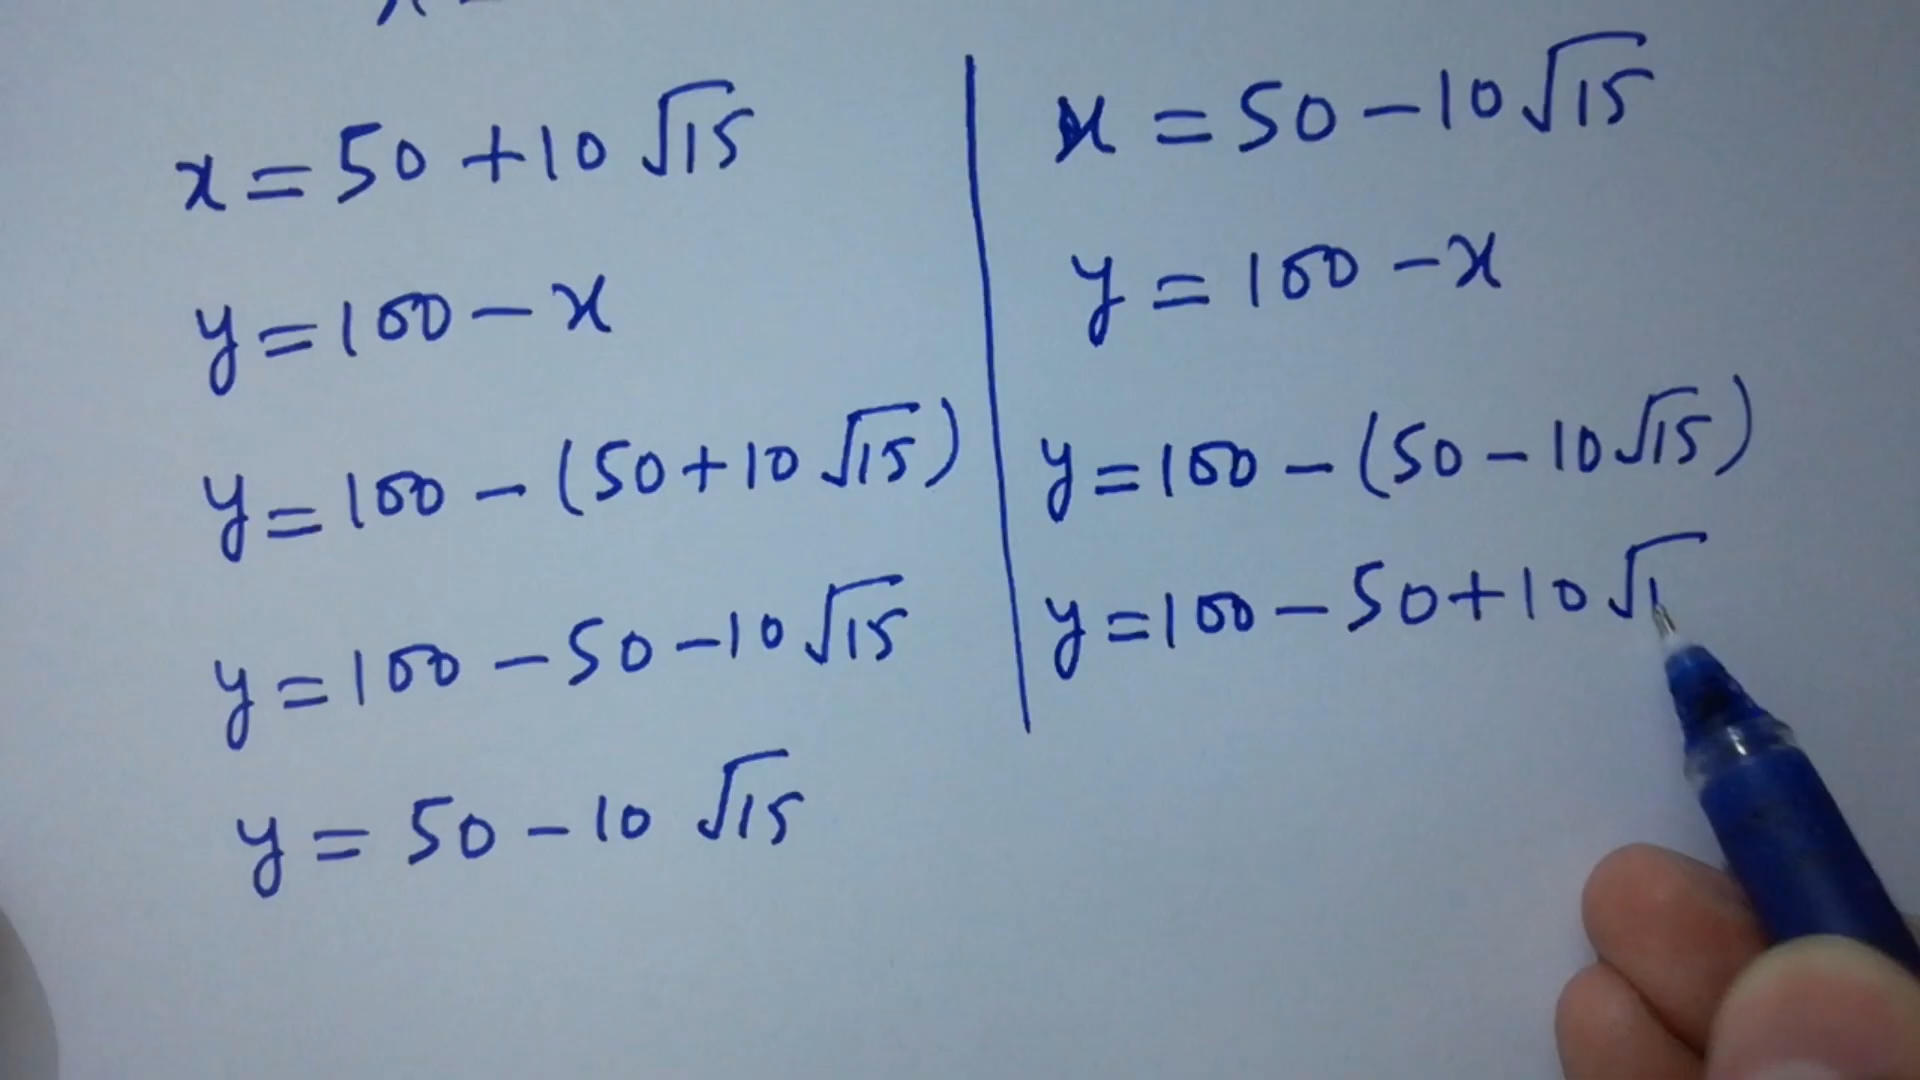 x = 50 + 10 √15
y = 100 - x
y = 100 - (50 + 10 √15)
y = 100 - 50 - 10 √15
y = 50 - 10 √15
x = 50 - 10 √15
y = 100 - x
y = 100 - (50 - 10 √15)
y = 100 - 50 + 10 √1